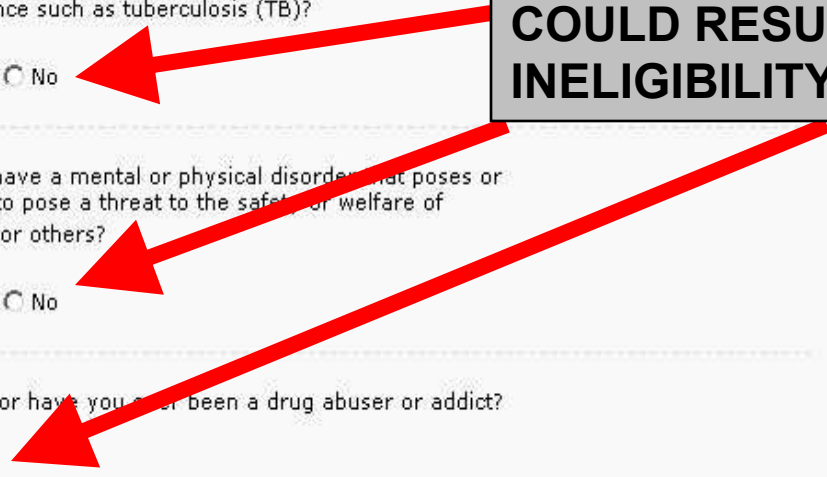 nce such as tuberculosis (TB)?
COULD RESU
INELIGIBILITY
No
have a mental or physical disorder that poses or
to pose a threat to the safety or welfare of
or others?
No
or have you ever been a drug abuser or addict?